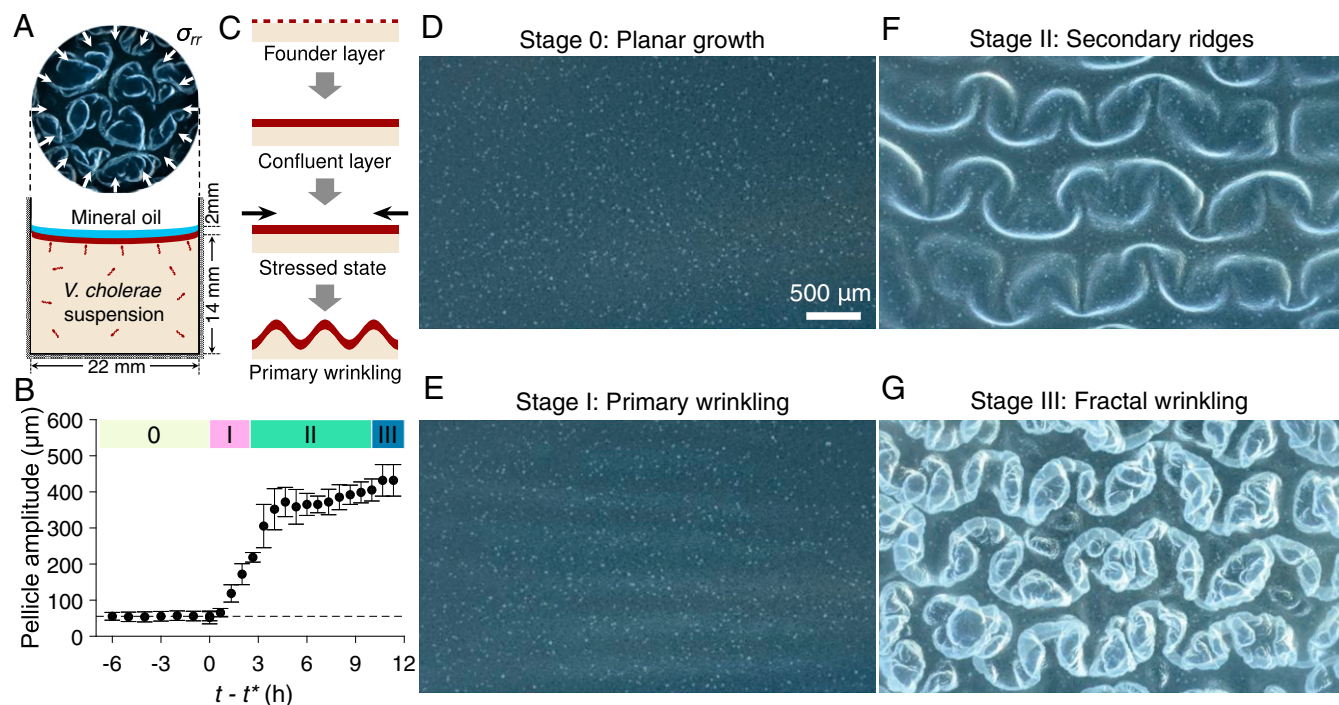 A
σrr
Mineral oil
2mm
V. cholerae
suspension
14 mm
22 mm
B
Pellicle amplitude (µm)
600
500
400
300
200
100
0
0
I
II
III
-6
-3
0
3
6
9
12
t - t* (h)
C
Founder layer
Confluent layer
Stressed state
Primary wrinkling
D
Stage 0: Planar growth
500 µm
E
Stage I: Primary wrinkling
F
Stage II: Secondary ridges
G
Stage III: Fractal wrinkling